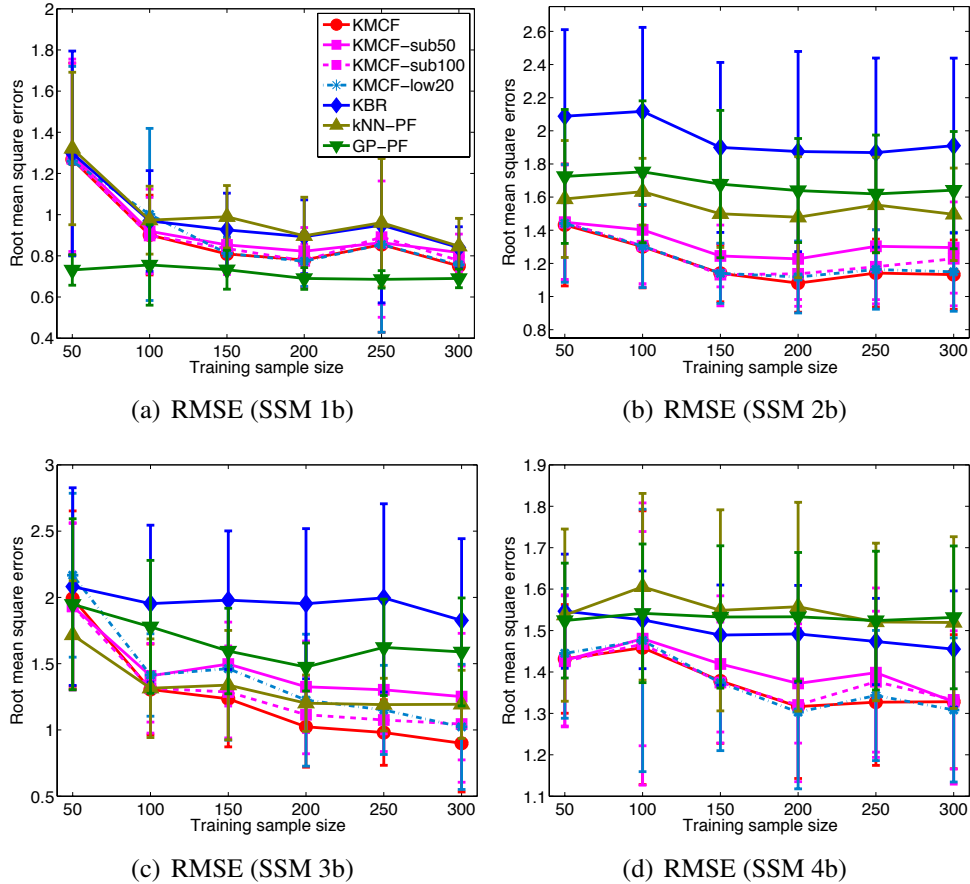 2
1.8
1.6
1.4
1.2
1
0.8
0.6
0.4
Root mean square errors
KMCF
KMCF-sub50
KMCF-sub100
KMCF-low20
KBR
kNN-PF
GP-PF
50 100 150 200 250 300
Training sample size
(a) RMSE (SSM 1b)
2.6
2.4
2.2
2
1.8
1.6
1.4
1.2
1
0.8
Root mean square errors
50 100 150 200 250 300
Training sample size
(b) RMSE (SSM 2b)
3
2.5
2
1.5
1
0.5
Root mean square errors
50 100 150 200 250 300
Training sample size
(c) RMSE (SSM 3b)
1.9
1.8
1.7
1.6
1.5
1.4
1.3
1.2
1.1
Root mean square errors
50 100 150 200 250 300
Training sample size
(d) RMSE (SSM 4b)